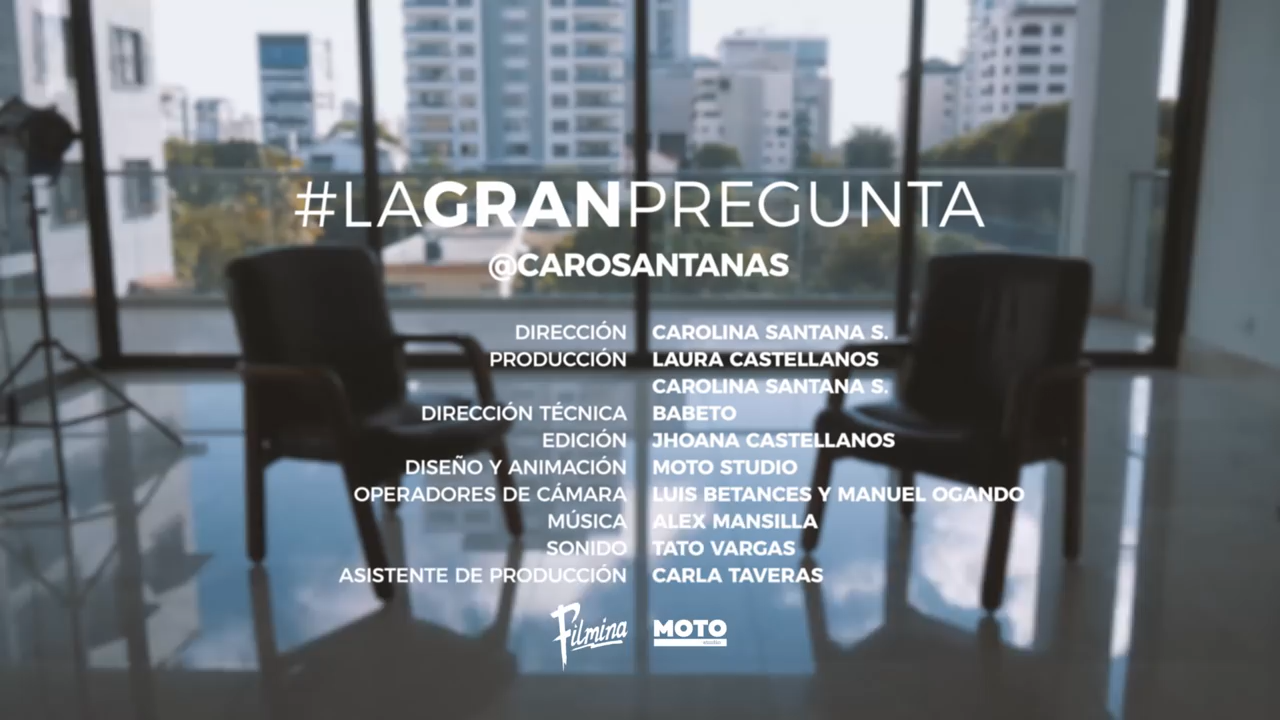 #LAGRANPREGUNTA
@CAROSANTANAS
DIRECCIÓN CAROLINA SANTANA S.
PRODUCCIÓN LAURA CASTELLANOS
CAROLINA SANTANA S.
DIRECCIÓN TÉCNICA BABETO
EDICIÓN JHOANA CASTELLANOS
DISEÑO Y ANIMACIÓN MOTO STUDIO
OPERADORES DE CÁMARA LUIS BETANCES Y MANUEL OGANDO
MÚSICA ALEX MANSILLA
SONIDO TATO VARGAS
ASISTENTE DE PRODUCCIÓN CARLA TAVERAS
Filmina MOTO